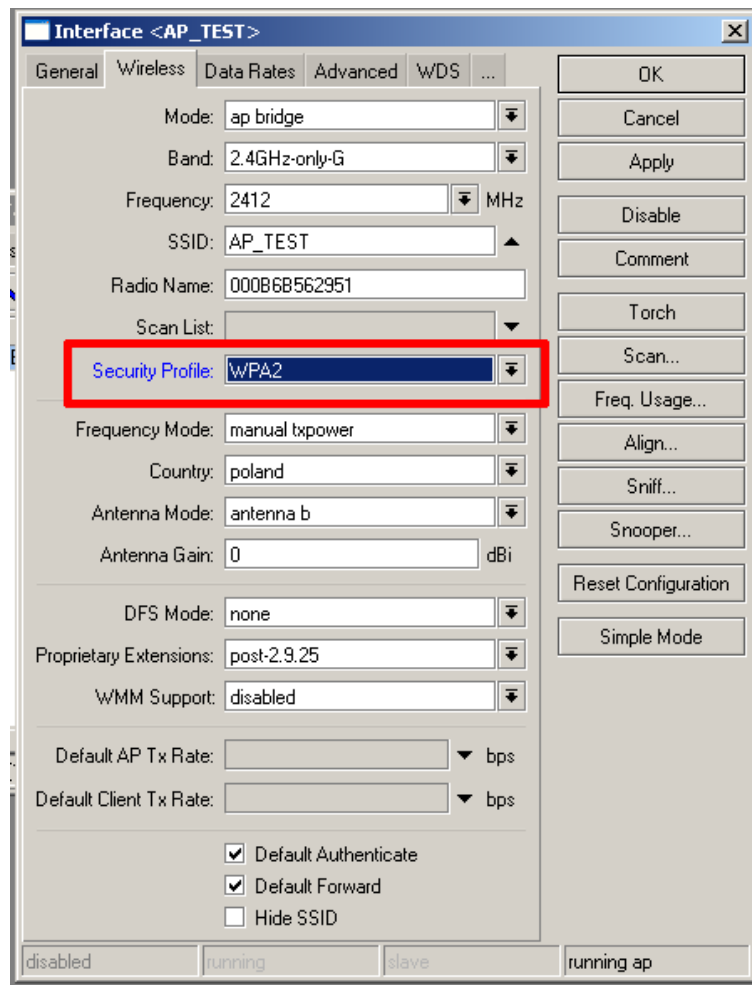 Interface <AP_TEST>
General Wireless Data Rates Advanced WDS ...
OK
Mode: ap bridge
Cancel
Band: 2.4GHz-only-G
Apply
Frequency: 2412 MHz
Disable
SSID: AP_TEST
Comment
Radio Name: 000B6B562951
Torch
Scan List:
Scan...
Security Profile: WPA2
Freq. Usage...
Frequency Mode: manual txpower
Align...
Country: poland
Sniff...
Antenna Mode: antenna b
Snooper...
Antenna Gain: 0 dBi
Reset Configuration
DFS Mode: none
Simple Mode
Proprietary Extensions: post-2.9.25
WMM Support: disabled
Default AP Tx Rate: bps
Default Client Tx Rate: bps
Default Authenticate
Default Forward
Hide SSID
disabled running slave running ap